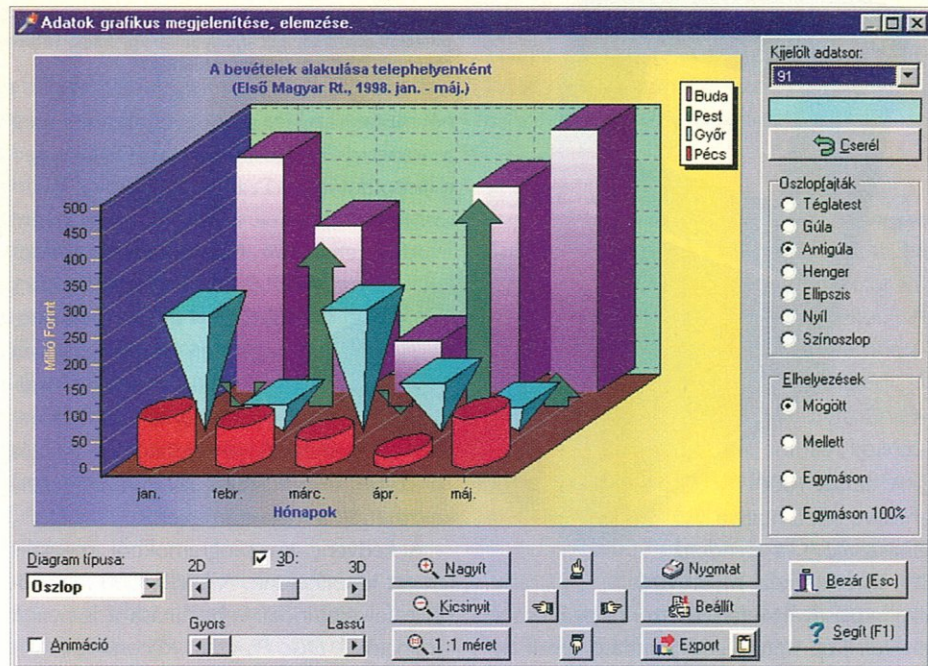 Adatok grafikus megjelenítése, elemzése.
A bevételek alakulása telephelyenként
(Első Magyar Rt., 1998. jan. - máj.)
Buda
Pest
Győr
Pécs
500
450
400
350
300
250
200
150
100
50
0
Millió Forint
jan.
febr.
márc.
ápr.
máj.
Hónapok
Kijelölt adatsor:
91
Cserél
Oszlopfajták
Téglatest
Gúla
Antigúla
Henger
Ellipszis
Nyíl
Színoszlop
Elhelyezések
Mögött
Mellett
Egymáson
Egymáson 100%
Diagram típusa:
Oszlop
Animáció
2D
3D:
3D
Gyors
Lassú
Nagyít
Kicsinyit
1:1 méret
Nyomtat
Beállít
Export
Bezár (Esc)
Segít (F1)